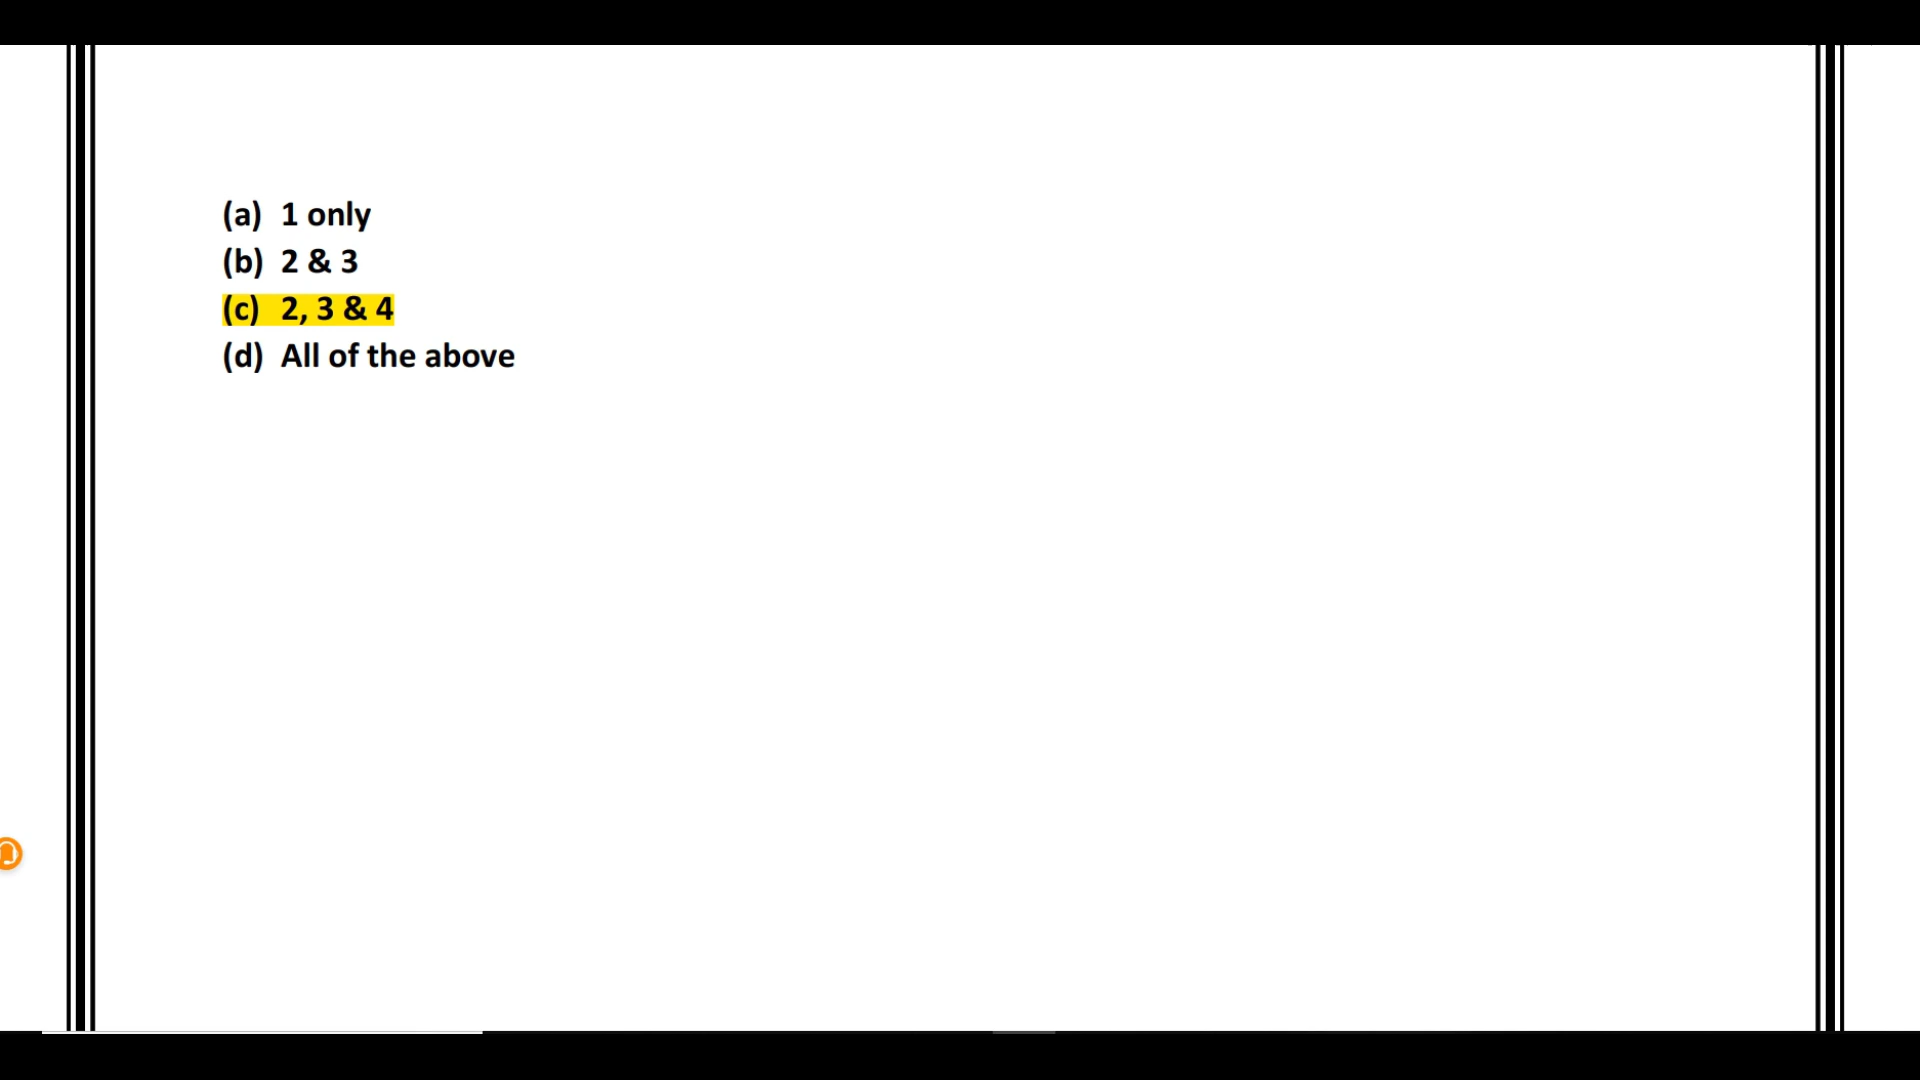 (a) 1 only
(b) 2 & 3
(c) 2, 3 & 4
(d) All of the above